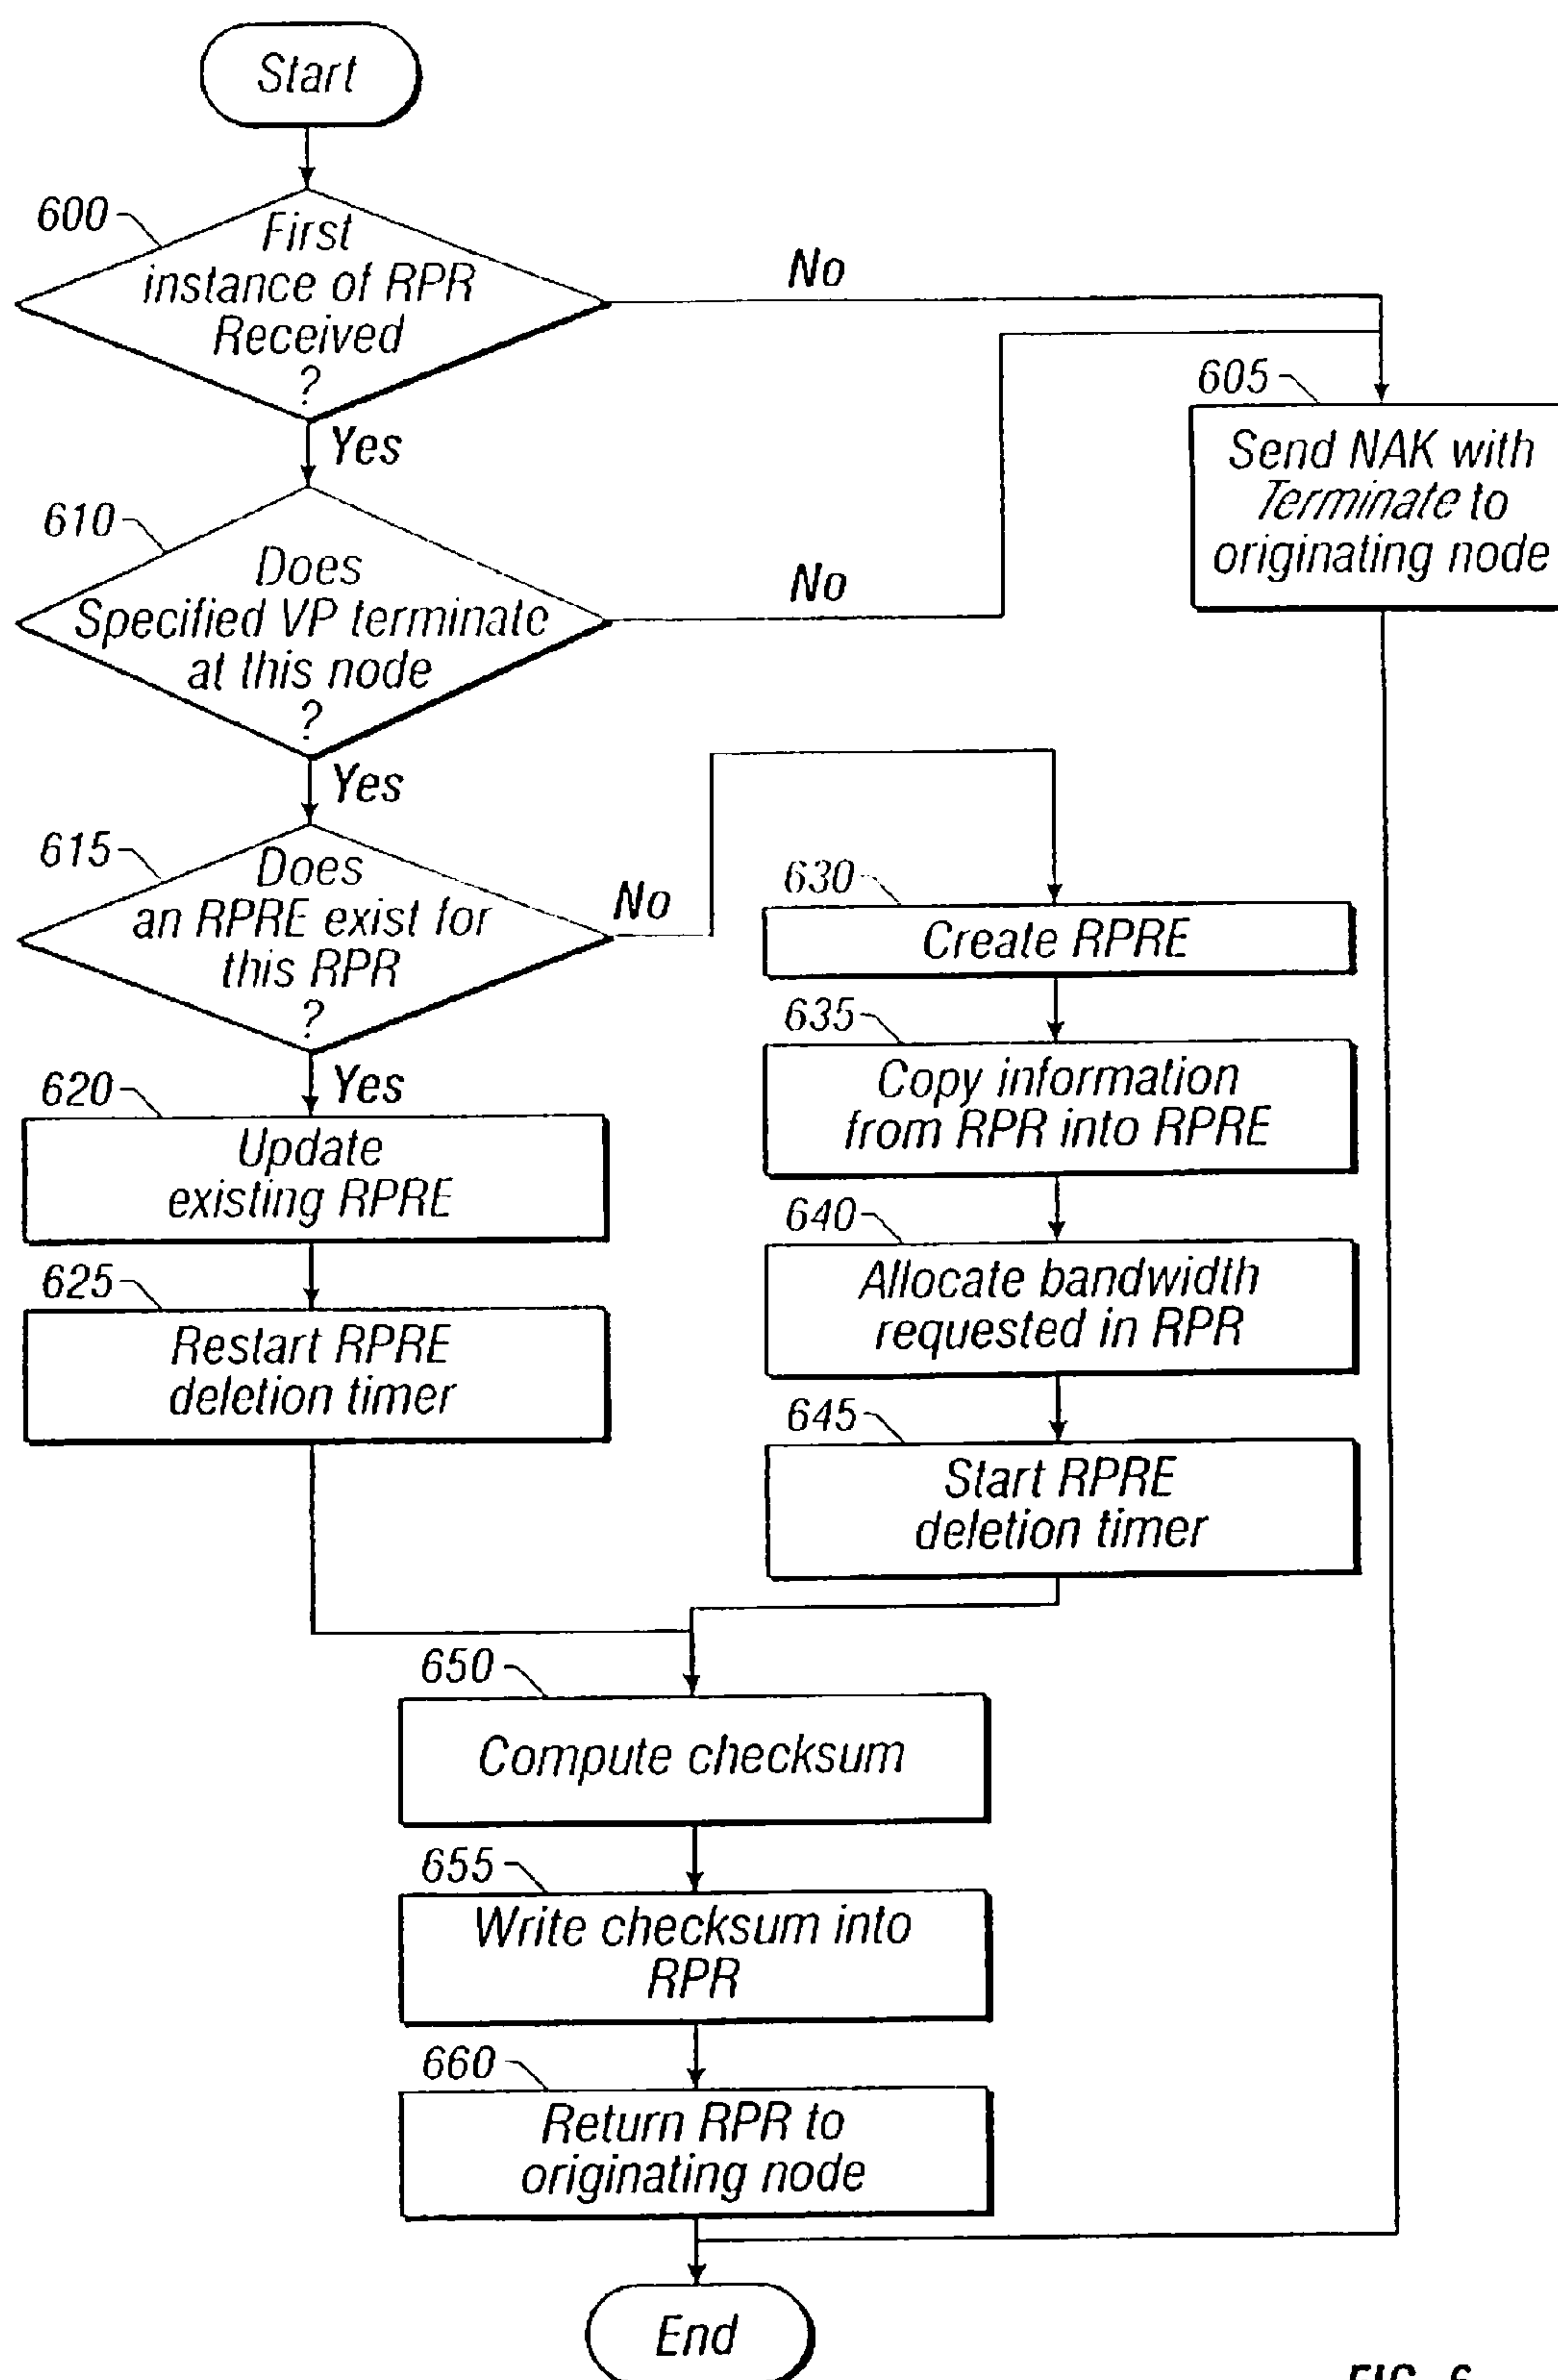 Start
600
First
instance of RPR
Received
?
No
Yes
605
Send NAK with
Terminate to
originating node
610
Does
Specified VP terminate
at this node
?
No
Yes
615
Does
an RPRE exist for
this RPR
?
No
Yes
620
Update
existing RPRE
625
Restart RPRE
deletion timer
630
Create RPRE
635
Copy information
from RPR into RPRE
640
Allocate bandwidth
requested in RPR
645
Start RPRE
deletion timer
650
Compute checksum
655
Write checksum into
RPR
660
Return RPR to
originating node
End
FIG. 6